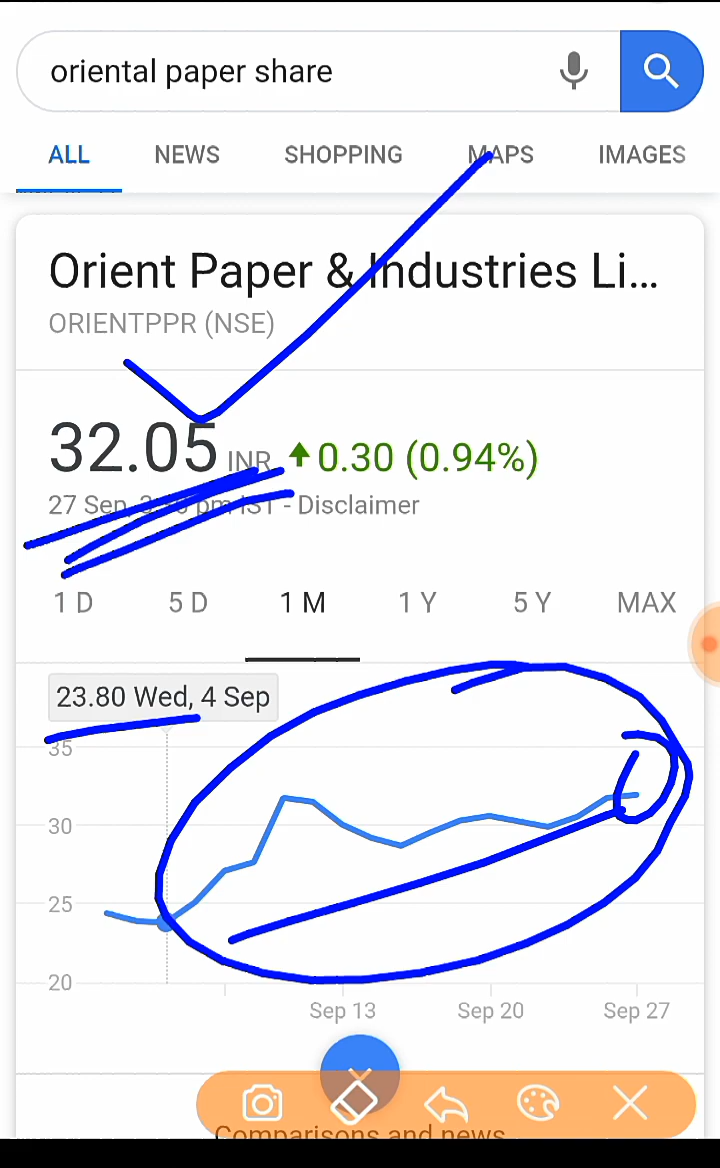 oriental paper share
ALL NEWS SHOPPING MAPS IMAGES
Orient Paper & Industries Li...
ORIENTPPR (NSE)
32.05 INR 0.30 (0.94%)
27 Sep, pm IST - Disclaimer
1 D 5 D 1 M 1 Y 5 Y MAX
23.80 Wed, 4 Sep
35
30
25
20
Sep 13 Sep 20 Sep 27
Comparisons and news